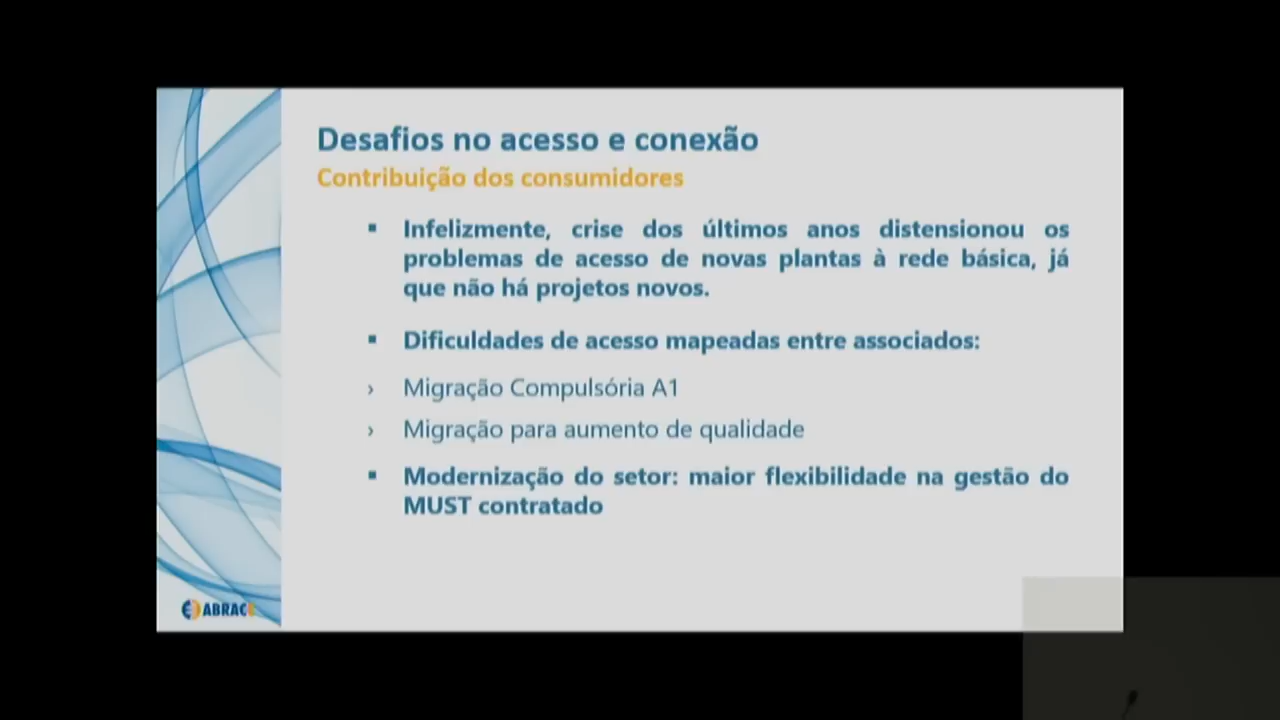 Desafios no acesso e conexão
Contribuição dos consumidores
▪ Infelizmente, crise dos últimos anos distensionou os
problemas de acesso de novas plantas à rede básica, já
que não há projetos novos.
▪ Dificuldades de acesso mapeadas entre associados:
› Migração Compulsória A1
› Migração para aumento de qualidade
▪ Modernização do setor: maior flexibilidade na gestão do
MUST contratado
ABRACE